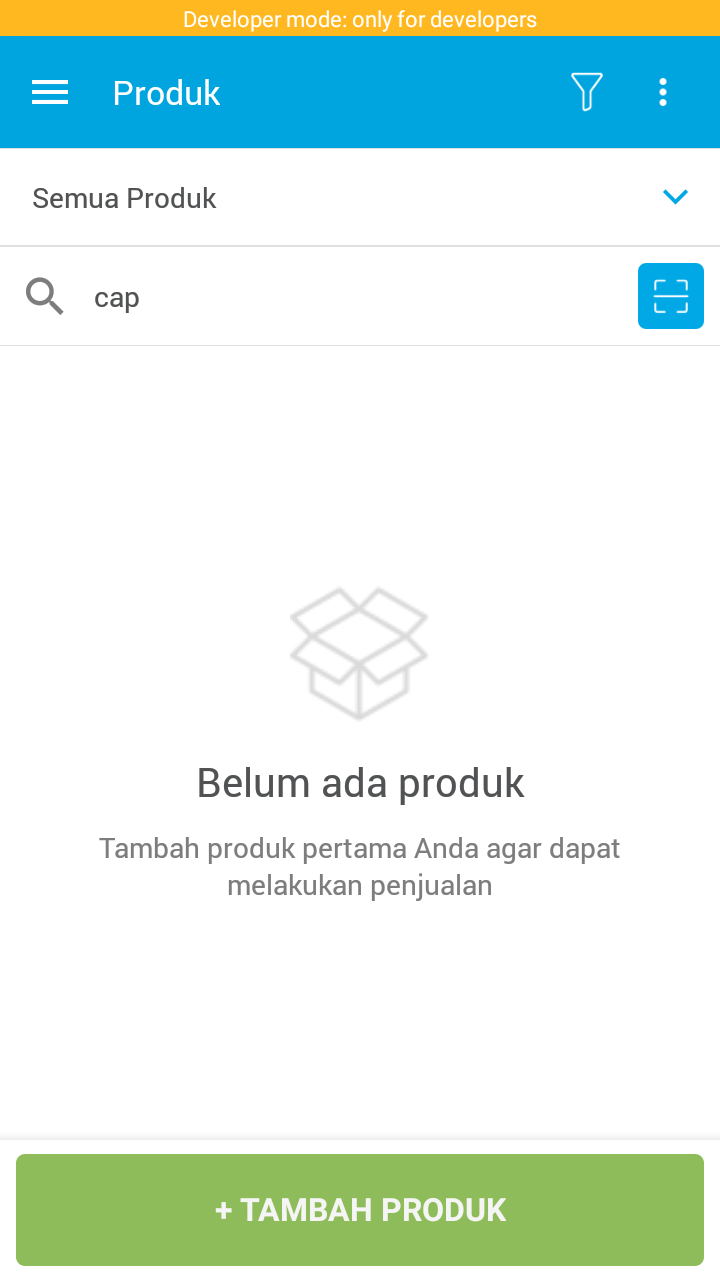 Developer mode: only for developers
Produk
Semua Produk
cap
Belum ada produk
Tambah produk pertama Anda agar dapat
melakukan penjualan
+ TAMBAH PRODUK